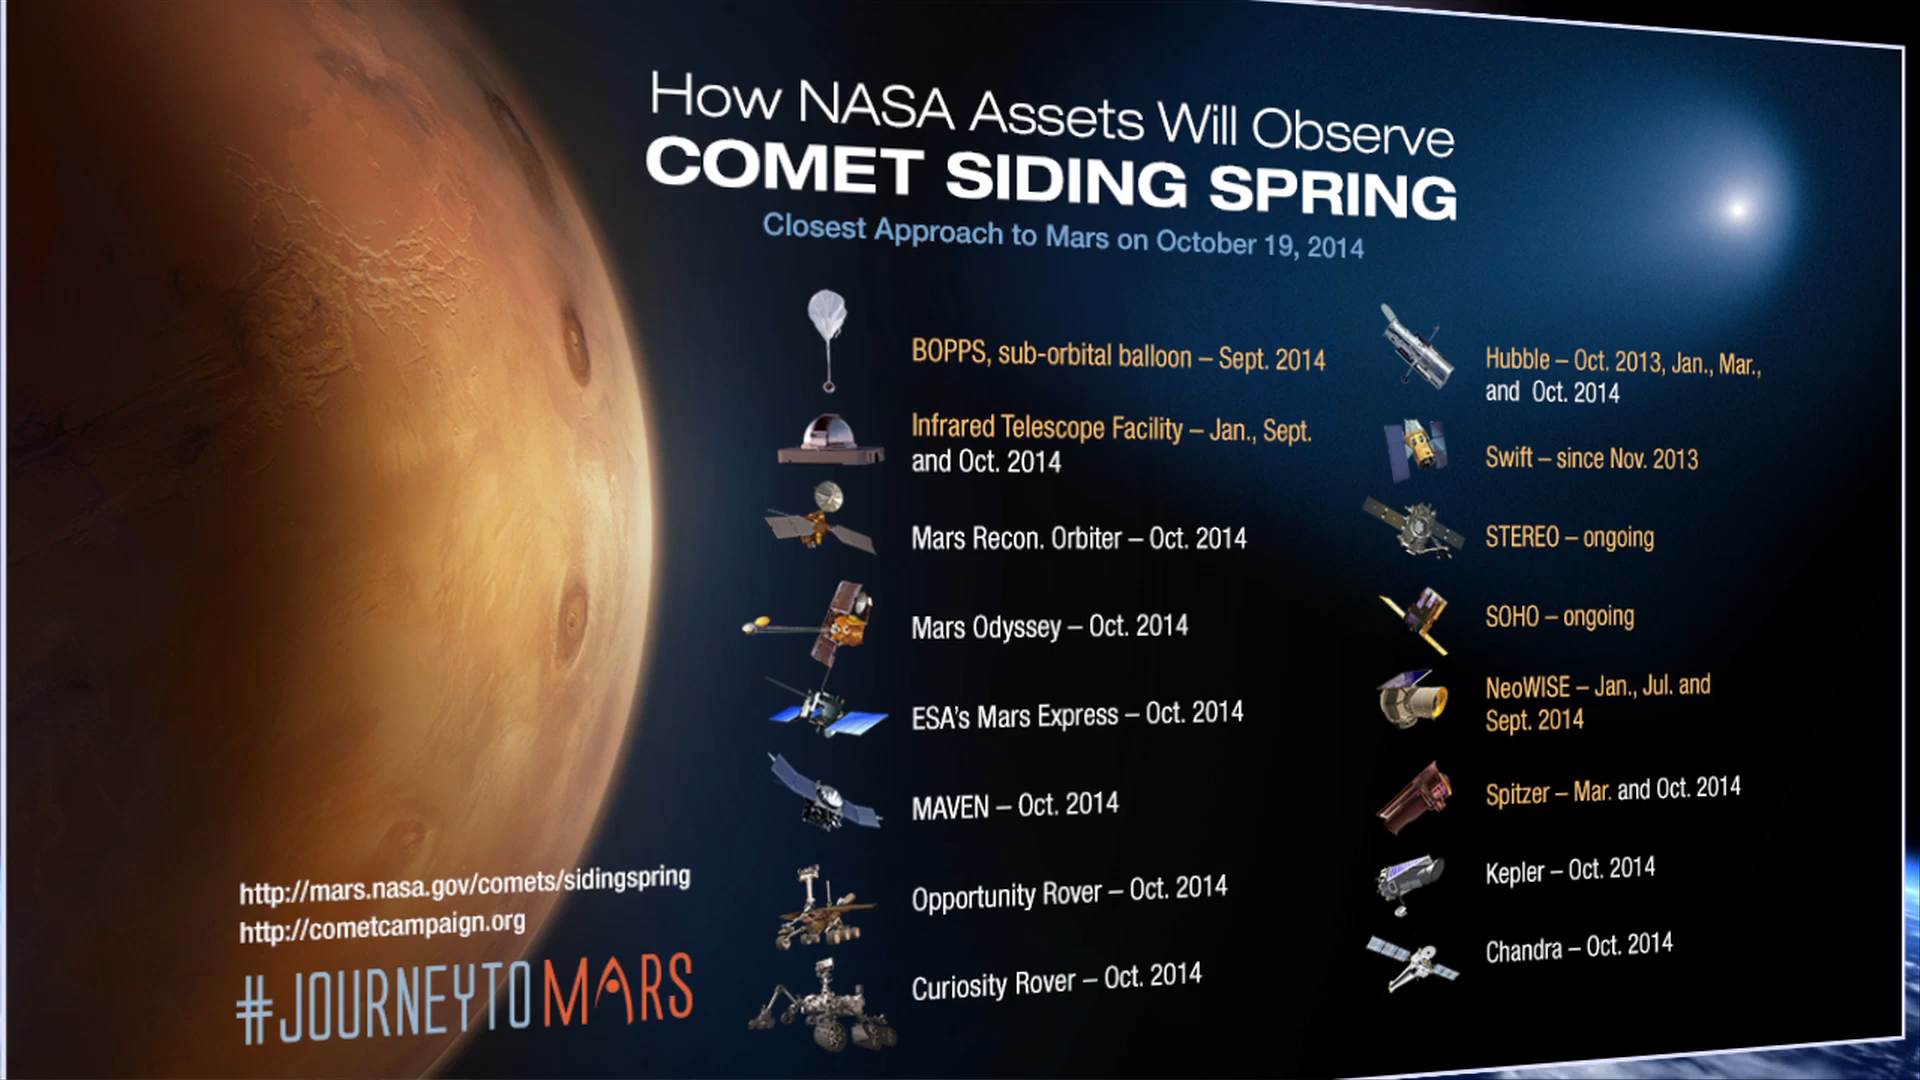 How NASA Assets Will Observe
COMET SIDING SPRING
Closest Approach to Mars on October 19, 2014
BOPPS, sub-orbital balloon – Sept. 2014
Infrared Telescope Facility – Jan., Sept.
and Oct. 2014
Mars Recon. Orbiter – Oct. 2014
Mars Odyssey – Oct. 2014
ESA's Mars Express – Oct. 2014
MAVEN – Oct. 2014
Opportunity Rover – Oct. 2014
Curiosity Rover – Oct. 2014
Hubble – Oct. 2013, Jan., Mar.,
and Oct. 2014
Swift – since Nov. 2013
STEREO – ongoing
SOHO – ongoing
NeoWISE – Jan., Jul. and
Sept. 2014
Spitzer – Mar. and Oct. 2014
Kepler – Oct. 2014
Chandra – Oct. 2014
http://mars.nasa.gov/comets/sidingspring
http://cometcampaign.org
#JOURNEYTOMARS